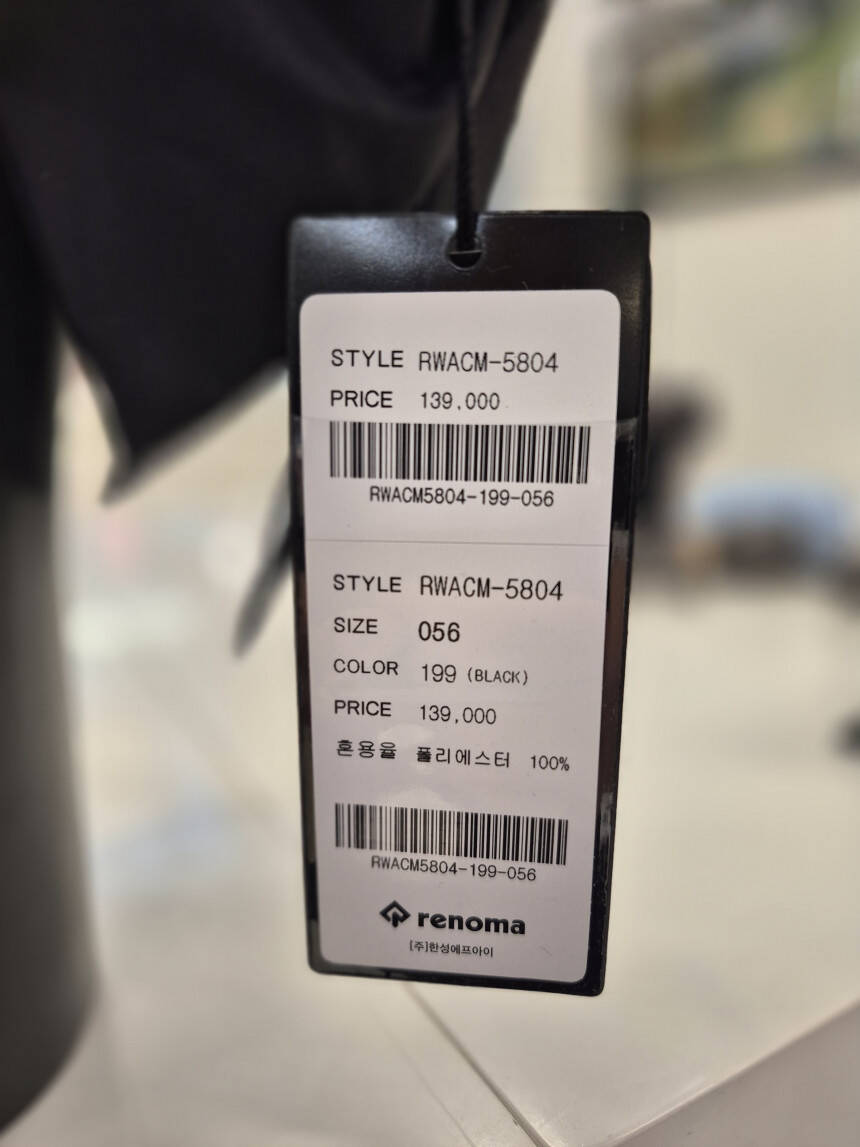 STYLE RWACM-5804
PRICE 139,000
RWACM5804-199-056
STYLE RWACM-5804
SIZE 056
COLOR 199 (BLACK)
PRICE 139,000
혼용율 폴리에스터 100%
RWACM5804-199-056
renoma
[주]한성에프아이